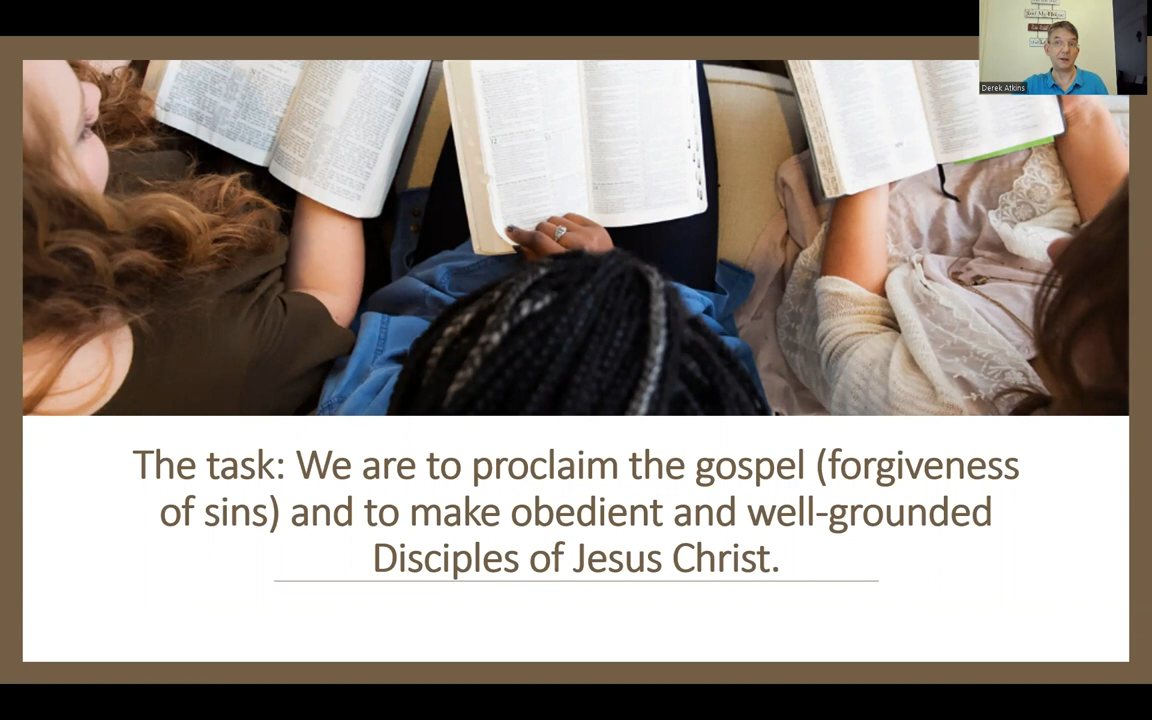 Derek Atkins
The task: We are to proclaim the gospel (forgiveness
of sins) and to make obedient and well-grounded
Disciples of Jesus Christ.